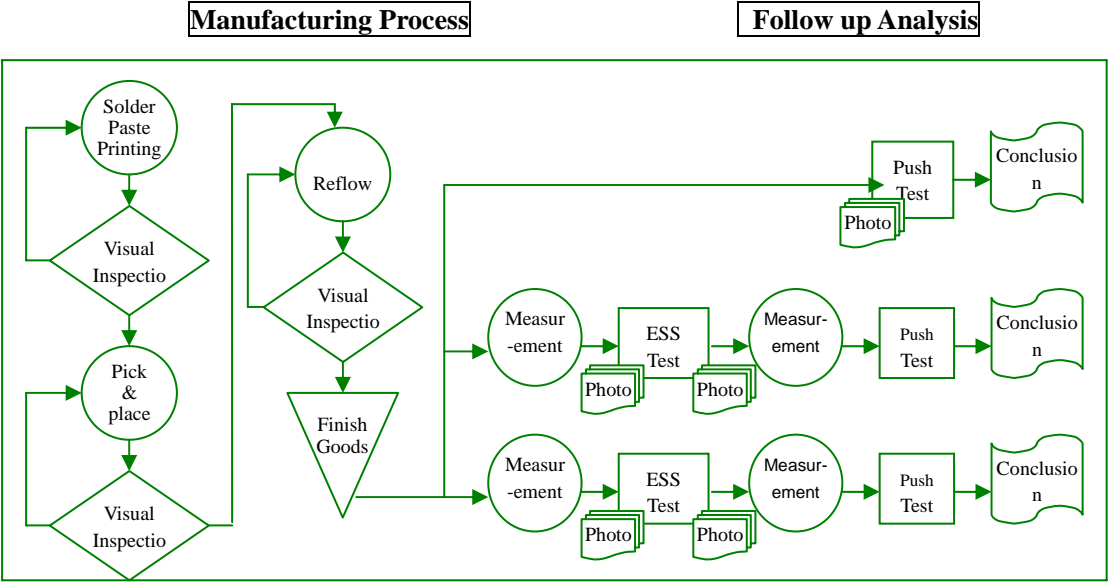 Manufacturing Process
Follow up Analysis
Solder
Paste
Printing
Visual
Inspectio
Pick
&
place
Visual
Inspectio
Reflow
Visual
Inspectio
Finish
Goods
Push
Test
Photo
Conclusio
n
Measur
-ement
ESS
Test
Photo
Photo
Measur-
ement
Push
Test
Conclusio
n
Measur
-ement
ESS
Test
Photo
Photo
Measur-
ement
Push
Test
Conclusio
n